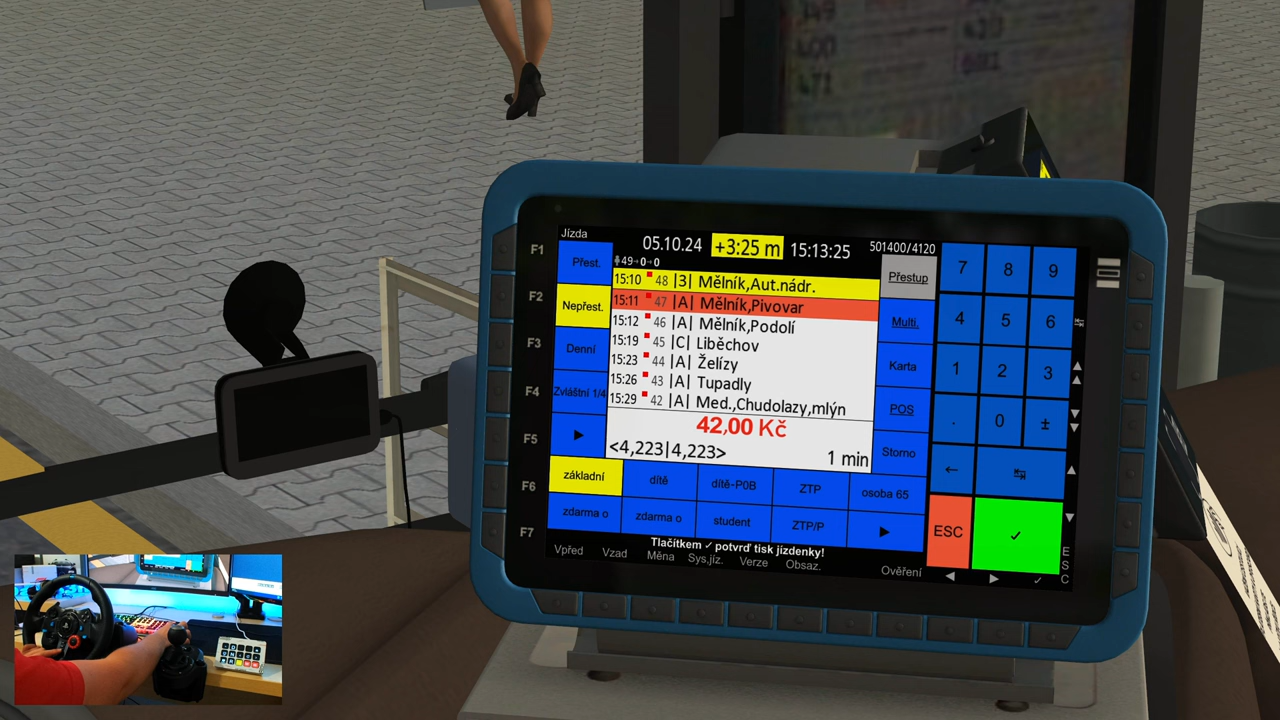 Jízda
05.10.24 +3:25 m 15:13:25 501400/4120
F1 Přest. 49-0-0 Přestup 7 8 9
15:10 48 |3| Mělník,Aut.nádr.
F2 Nepřest. 15:11 47 |A| Mělník,Pivovar
15:12 46 |A| Mělník,Podolí Multi. 4 5 6
F3 Denní 15:19 45 |C| Liběchov
15:23 44 |A| Želízy Karta 1 2 3
F4 Zvláštní 1/4 15:26 43 |A| Tupadly
15:29 42 |A| Med.,Chudolazy,mlýn POS . 0 ±
F5 42,00 Kč
<4,223|4,223> 1 min Storno
F6 základní dítě dítě-P0B ZTP osoba 65
F7 zdarma o zdarma o student ZTP/P ESC ✓
Tlačítkem ✓ potvrď tisk jízdenky!
Vpřed Vzad Měna Sys.jíz. Verze Obsaz. Ověření
E
S
C